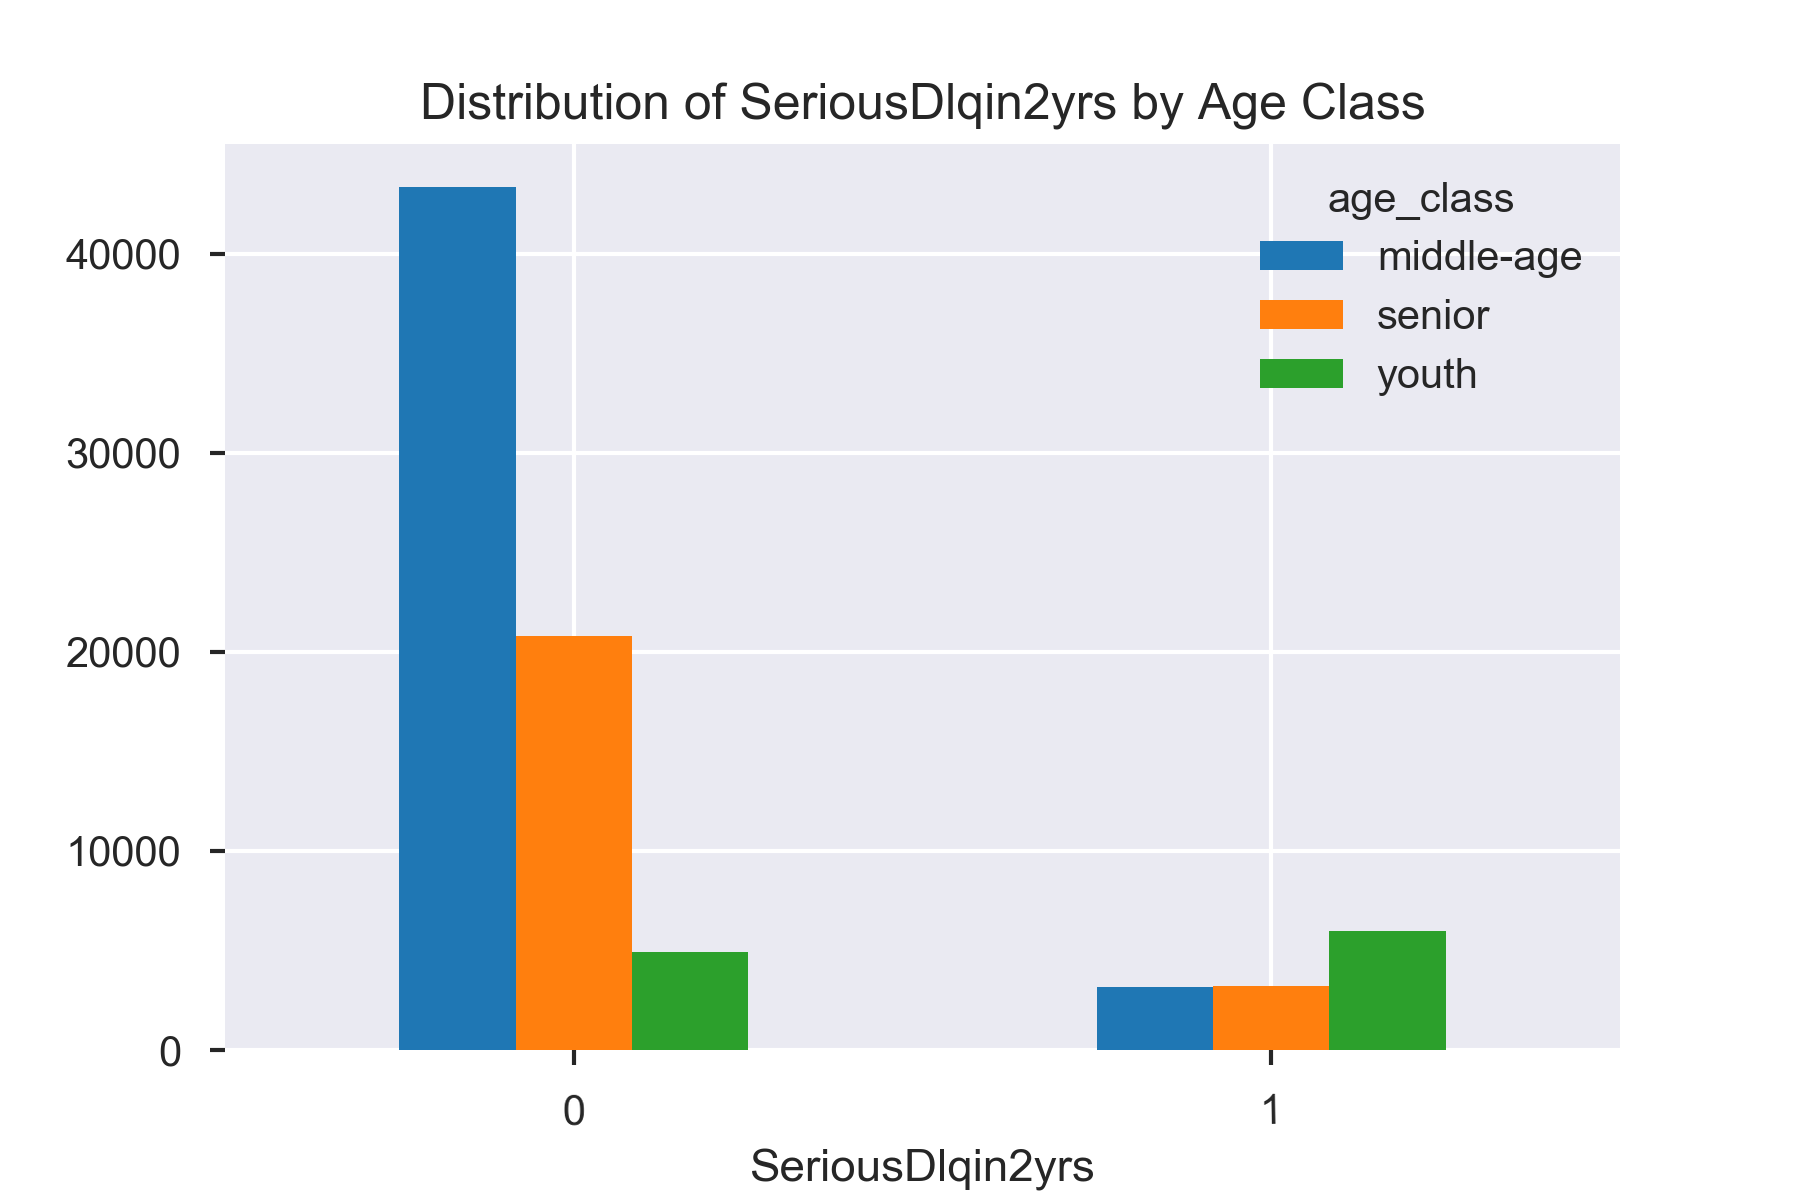 Distribution of SeriousDlqin2yrs by Age Class
age_class
middle-age
senior
youth
40000
30000
20000
10000
0
0 1
SeriousDlqin2yrs